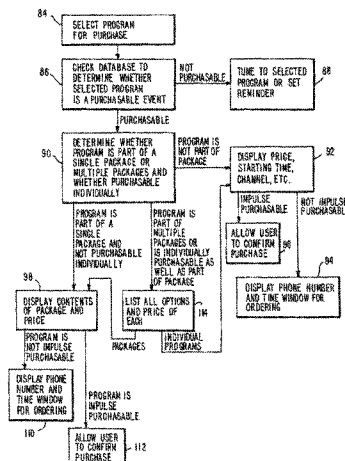 84
SELECT PROGRAM
FOR PURCHASE
86
CHECK DATABASE TO
DETERMINE WHETHER
SELECTED PROGRAM
IS A PURCHASABLE EVENT
NOT
PURCHASABLE
TUNE TO SELECTED
PROGRAM OR SET
REMINDER
88
PURCHASABLE
90
DETERMINE WHETHER
PROGRAM IS PART OF A
SINGLE PACKAGE OR
MULTIPLE PACKAGES AND
WHETHER PURCHASABLE
INDIVIDUALLY
PROGRAM IS
NOT PART OF
PACKAGE
DISPLAY PRICE,
STARTING TIME,
CHANNEL, ETC.
92
IMPULSE
PURCHASABLE
NOT IMPULSE
PURCHASABLE
ALLOW USER
TO CONFIRM
PURCHASE
96
DISPLAY PHONE NUMBER
AND TIME WINDOW FOR
ORDERING
94
PROGRAM IS
PART OF A
SINGLE
PACKAGE AND
NOT PURCHASABLE
INDIVIDUALLY
PROGRAM IS
PART OF
MULTIPLE
PACKAGES OR
IS INDIVIDUALLY
PURCHASABLE AS
WELL AS PART
OF PACKAGE
98
DISPLAY CONTENTS
OF PACKAGE AND
PRICE
LIST ALL OPTIONS
AND PRICE OF
EACH
114
PACKAGES
INDIVIDUAL
PROGRAMS
PROGRAM IS
NOT IMPULSE
PURCHASABLE
DISPLAY PHONE
NUMBER AND
TIME WINDOW
FOR ORDERING
110
PROGRAM IS
IMPULSE
PURCHASABLE
ALLOW USER
TO CONFIRM
PURCHASE
112